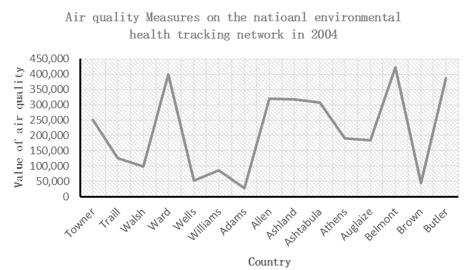 Air quality Measures on the natioanl environmental
health tracking network in 2004
Value of air quality
450,000
400,000
350,000
300,000
250,000
200,000
150,000
100,000
50,000
0
Towner
Traill
Walsh
Ward
Wells
Williams
Adams
Allen
Ashland
Ashtabula
Athens
Auglaize
Belmont
Brown
Butler
Country